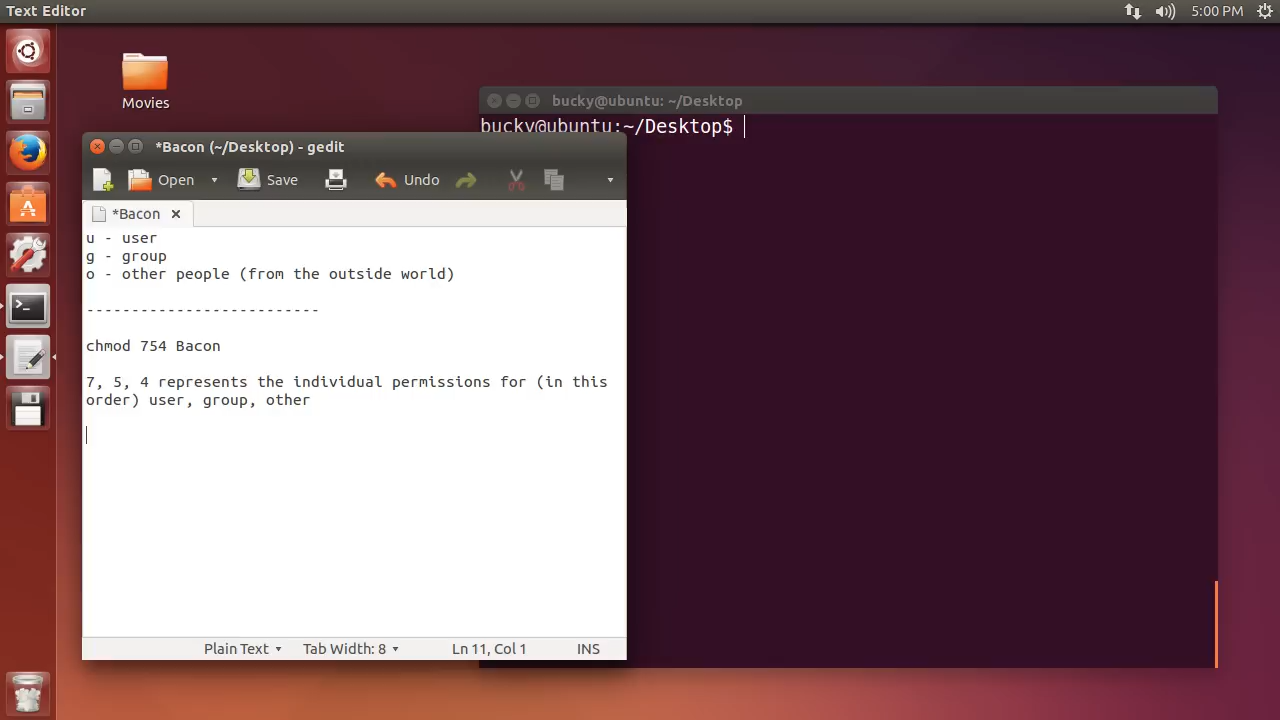 Text Editor
5:00 PM
Movies
bucky@ubuntu: ~/Desktop
bucky@ubuntu:~/Desktop$
*Bacon (~/Desktop) - gedit
Open
Save
Undo
*Bacon
u - user
g - group
o - other people (from the outside world)
--------------------------
chmod 754 Bacon
7, 5, 4 represents the individual permissions for (in this
order) user, group, other
Plain Text
Tab Width: 8
Ln 11, Col 1
INS